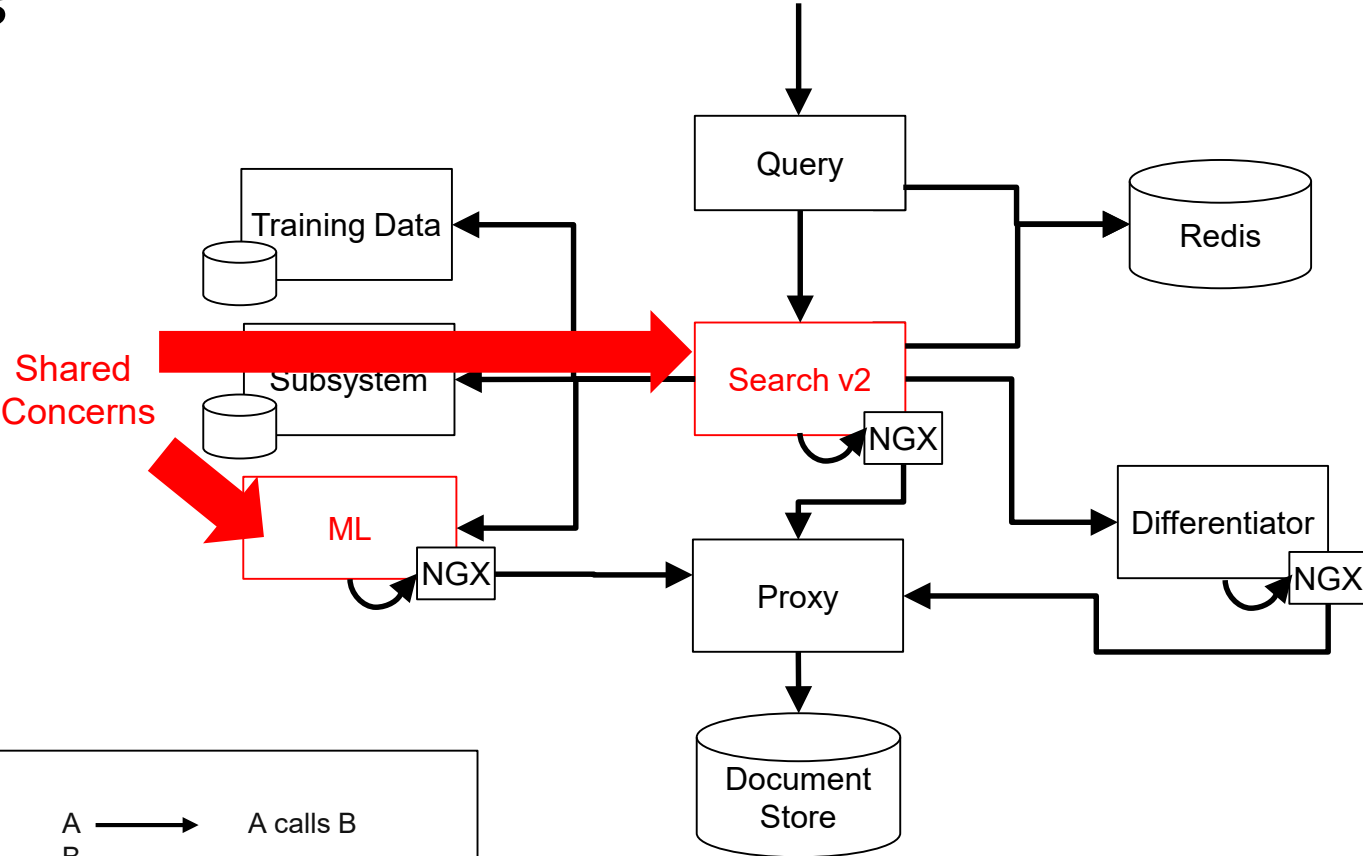 Query
Training Data
Redis
Shared
Concerns
Subsystem
Search v2
NGX
ML
NGX
Differentiator
NGX
Proxy
Document
Store
A
A calls B